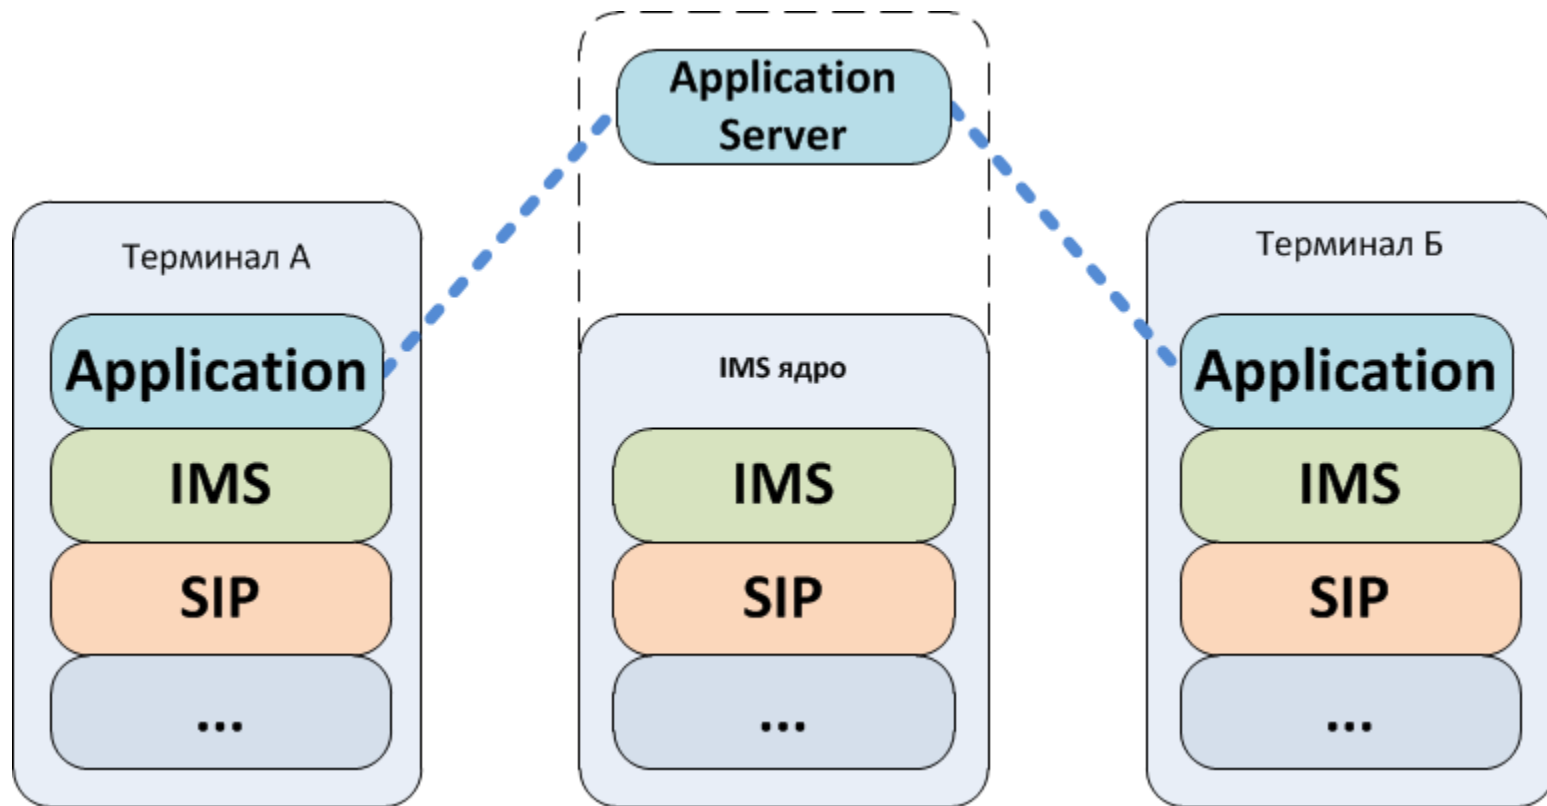 Application
Server
Терминал А
Application
IMS
SIP
...
IMS ядро
IMS
SIP
...
Терминал Б
Application
IMS
SIP
...